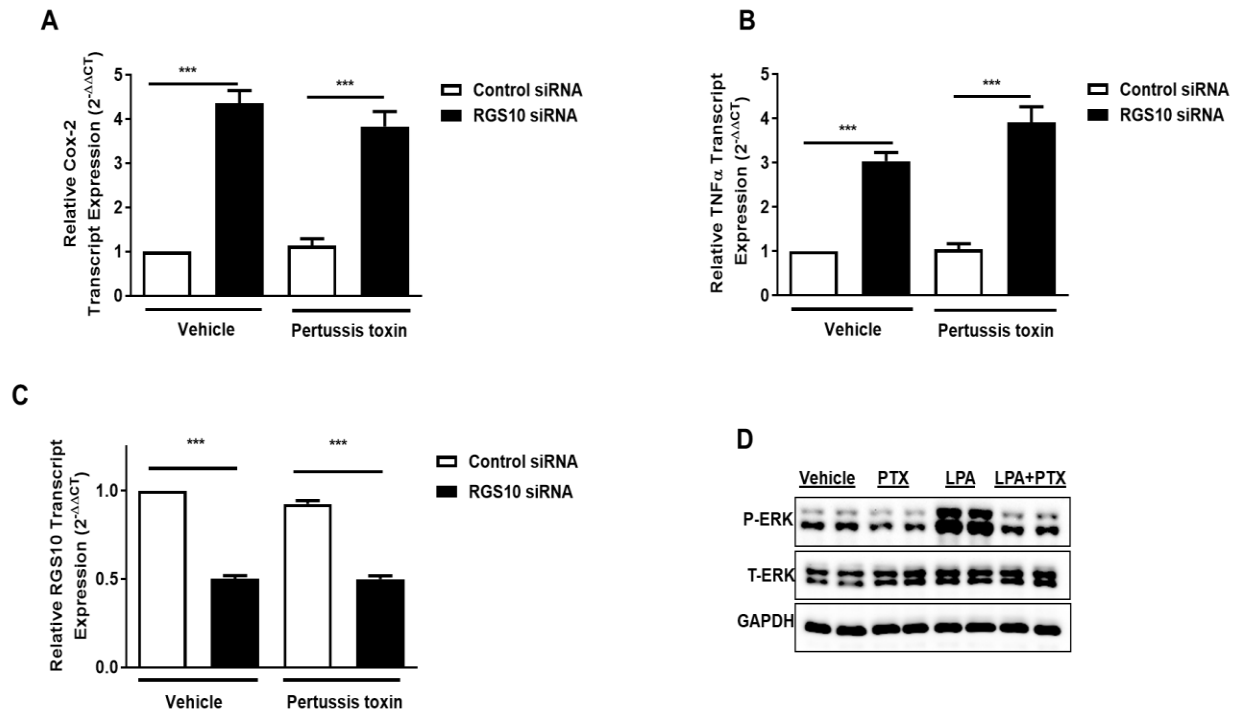 A
Relative Cox-2
Transcript Expression (2-ΔΔCT)
5
4
3
2
1
0
***
***
Control siRNA
RGS10 siRNA
Vehicle
Pertussis toxin
B
Relative TNFα Transcript
Expression (2-ΔΔCT)
5
4
3
2
1
0
***
***
Control siRNA
RGS10 siRNA
Vehicle
Pertussis toxin
C
Relative RGS10 Transcript
Expression (2-ΔΔCT)
1.0
0.5
0.0
***
***
Control siRNA
RGS10 siRNA
Vehicle
Pertussis toxin
D
Vehicle PTX LPA LPA+PTX
P-ERK
T-ERK
GAPDH